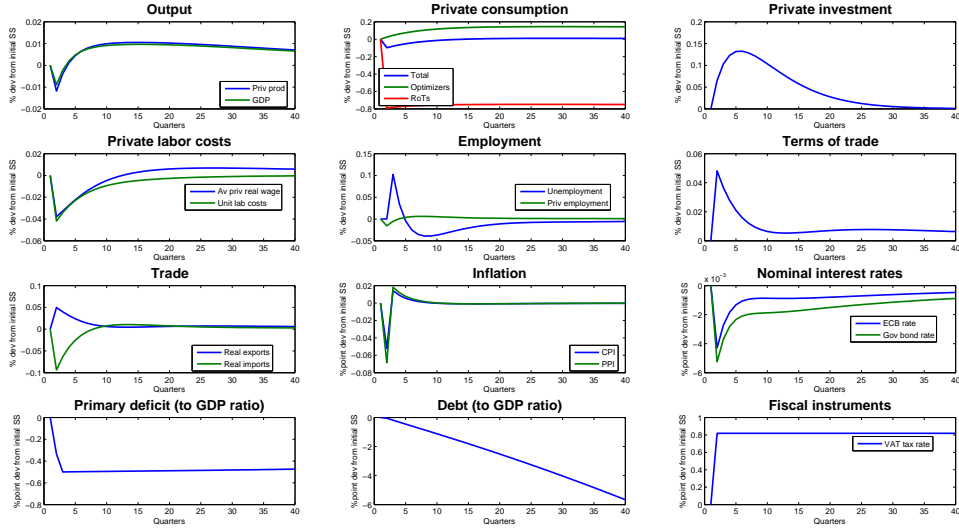 Output
Private consumption
Private investment
% dev from initial SS
0.02
0.01
0
−0.01
−0.02
Priv prod
GDP
0 5 10 15 20 25 30 35 40
Quarters
% dev from initial SS
0.2
0
−0.2
−0.4
−0.6
−0.8
Total
Optimizers
RoTs
0 5 10 15 20 25 30 35 40
Quarters
% dev from initial SS
0.2
0.15
0.1
0.05
0
0 5 10 15 20 25 30 35 40
Quarters
Private labor costs
Employment
Terms of trade
% dev from initial SS
0.02
0
−0.02
−0.04
−0.06
Av priv real wage
Unit lab costs
0 5 10 15 20 25 30 35 40
Quarters
% dev from initial SS
0.15
0.1
0.05
0
−0.05
Unemployment
Priv employment
0 5 10 15 20 25 30 35 40
Quarters
% dev from initial SS
0.06
0.04
0.02
0
0 5 10 15 20 25 30 35 40
Quarters
Trade
Inflation
Nominal interest rates
% dev from initial SS
0.1
0.05
0
−0.05
−0.1
Real exports
Real imports
0 5 10 15 20 25 30 35 40
Quarters
%point dev from initial SS
0.02
0
−0.02
−0.04
−0.06
−0.08
CPI
PPI
0 5 10 15 20 25 30 35 40
Quarters
%point dev from initial SS
x 10⁻³
0
−2
−4
−6
ECB rate
Gov bond rate
0 5 10 15 20 25 30 35 40
Quarters
Primary deficit (to GDP ratio)
Debt (to GDP ratio)
Fiscal instruments
%point dev from initial SS
0
−0.2
−0.4
−0.6
−0.8
0 5 10 15 20 25 30 35 40
Quarters
%point dev from initial SS
0
−2
−4
−6
0 5 10 15 20 25 30 35 40
Quarters
%point dev from initial SS
1
0.8
0.6
0.4
0.2
0
VAT tax rate
0 5 10 15 20 25 30 35 40
Quarters